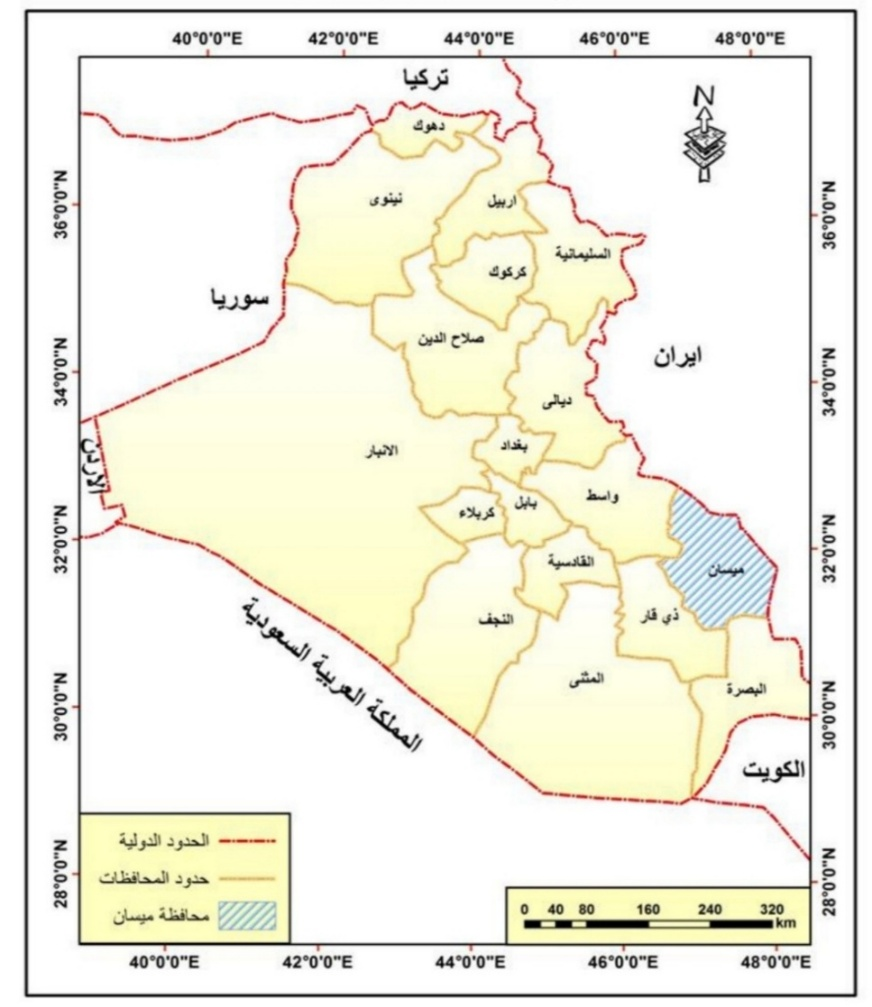 40°0'0"E 42°0'0"E 44°0'0"E 46°0'0"E 48°0'0"E
N
تركيا
دهوك
نينوى
اربيل
36°0'0"N
36°0'0"N
السليمانية
كركوك
سوريا
صلاح الدين
ايران
34°0'0"N
34°0'0"N
ديالى
بغداد
الانبار
الاردن
واسط
بابل
كربلاء
32°0'0"N
32°0'0"N
القادسية
ميسان
النجف
ذي قار
المملكة العربية السعودية
المثنى
البصرة
30°0'0"N
30°0'0"N
الكويت
الحدود الدولية
حدود المحافظات
محافظة ميسان
28°0'0"N
28°0'0"N
0 40 80 160 240 320
km
40°0'0"E 42°0'0"E 44°0'0"E 46°0'0"E 48°0'0"E